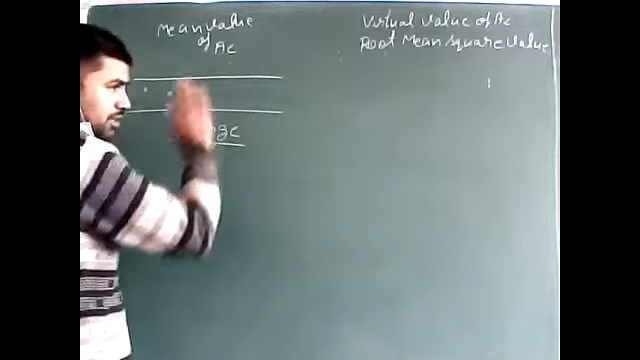 Mean value
of
Ac
Virtual value of Ac
Root Mean square value